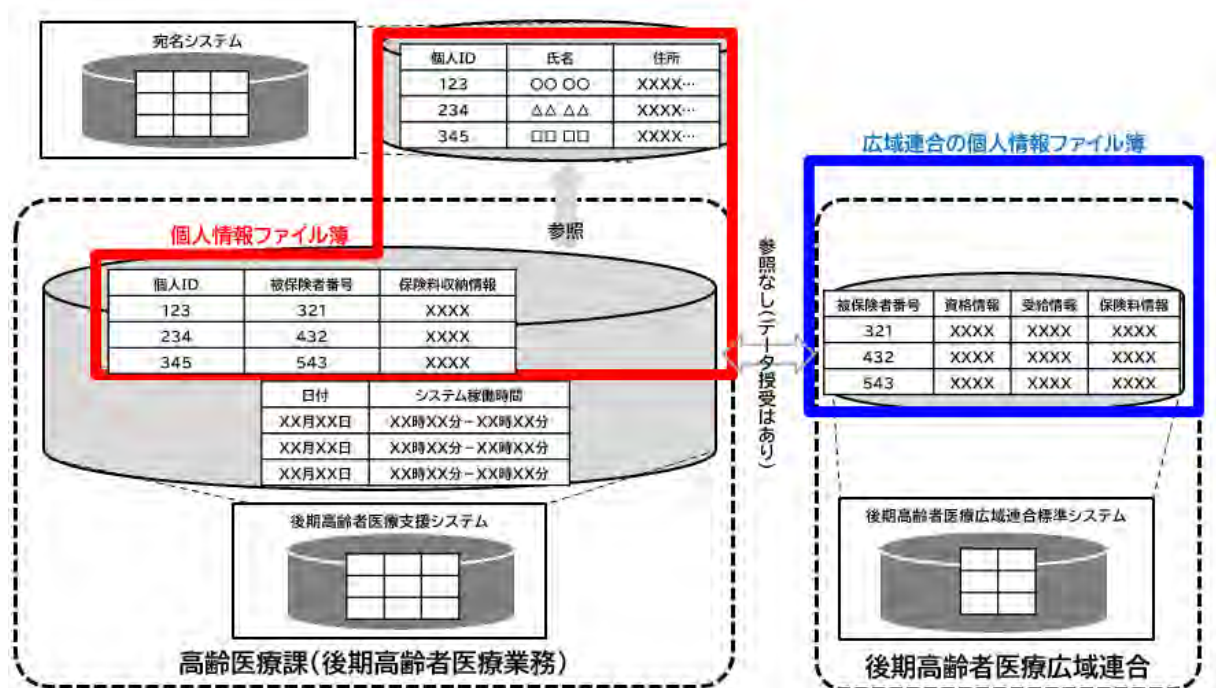 宛名システム
個人ID 氏名 住所
123 〇〇 〇〇 XXXX…
234 △△ △△ XXXX…
345 □□ □□ XXXX…
広域連合の個人情報ファイル簿
個人情報ファイル簿
参照
個人ID 被保険者番号 保険料収納情報
123 321 XXXX
234 432 XXXX
345 543 XXXX
日付 システム稼働時間
XX月XX日 XX時XX分－XX時XX分
XX月XX日 XX時XX分－XX時XX分
XX月XX日 XX時XX分－XX時XX分
参照なし(データ授受はあり)
被保険者番号 資格情報 受給情報 保険料情報
321 XXXX XXXX XXXX
432 XXXX XXXX XXXX
543 XXXX XXXX XXXX
後期高齢者医療支援システム
後期高齢者医療広域連合標準システム
高齢医療課(後期高齢者医療業務)
後期高齢者医療広域連合